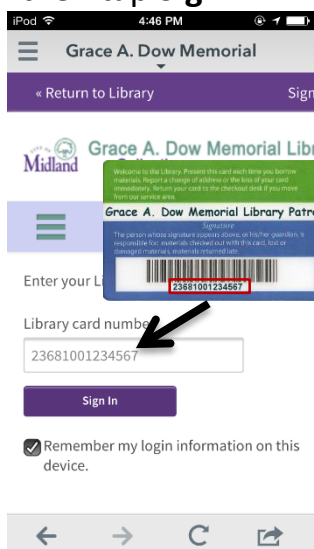 iPod 4:46 PM
Grace A. Dow Memorial
« Return to Library Sign
CITY OF
Midland
Grace A. Dow Memorial Libr
Welcome to the Library. Present this card each time you borrow
materials. Report a change of address or the loss of your card
immediately. Return your card to the checkout desk if you move
from our service area.
Grace A. Dow Memorial Library Patro
Signature
The person whose signature appears above, or his/her guardian, is
responsible for materials checked out with this card, lost or
damaged materials, materials returned late.
23681001234567
Enter your Li
Library card number
23681001234567
Sign In
Remember my login information on this
device.